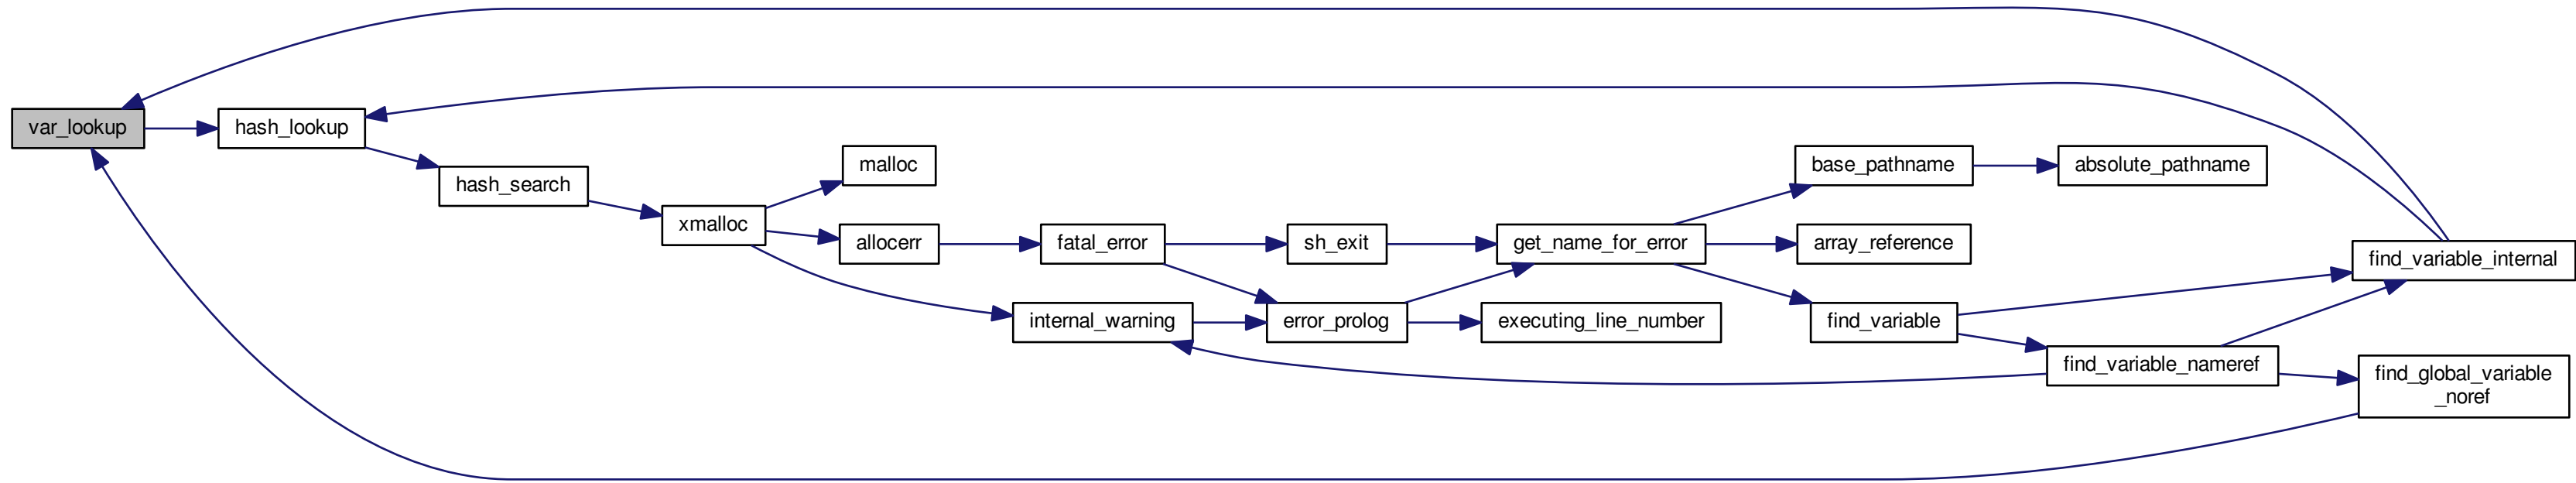 var_lookup
hash_lookup
hash_search
xmalloc
malloc
allocerr
internal_warning
fatal_error
error_prolog
sh_exit
executing_line_number
get_name_for_error
base_pathname
array_reference
find_variable
absolute_pathname
find_variable_nameref
find_variable_internal
find_global_variable
_noref